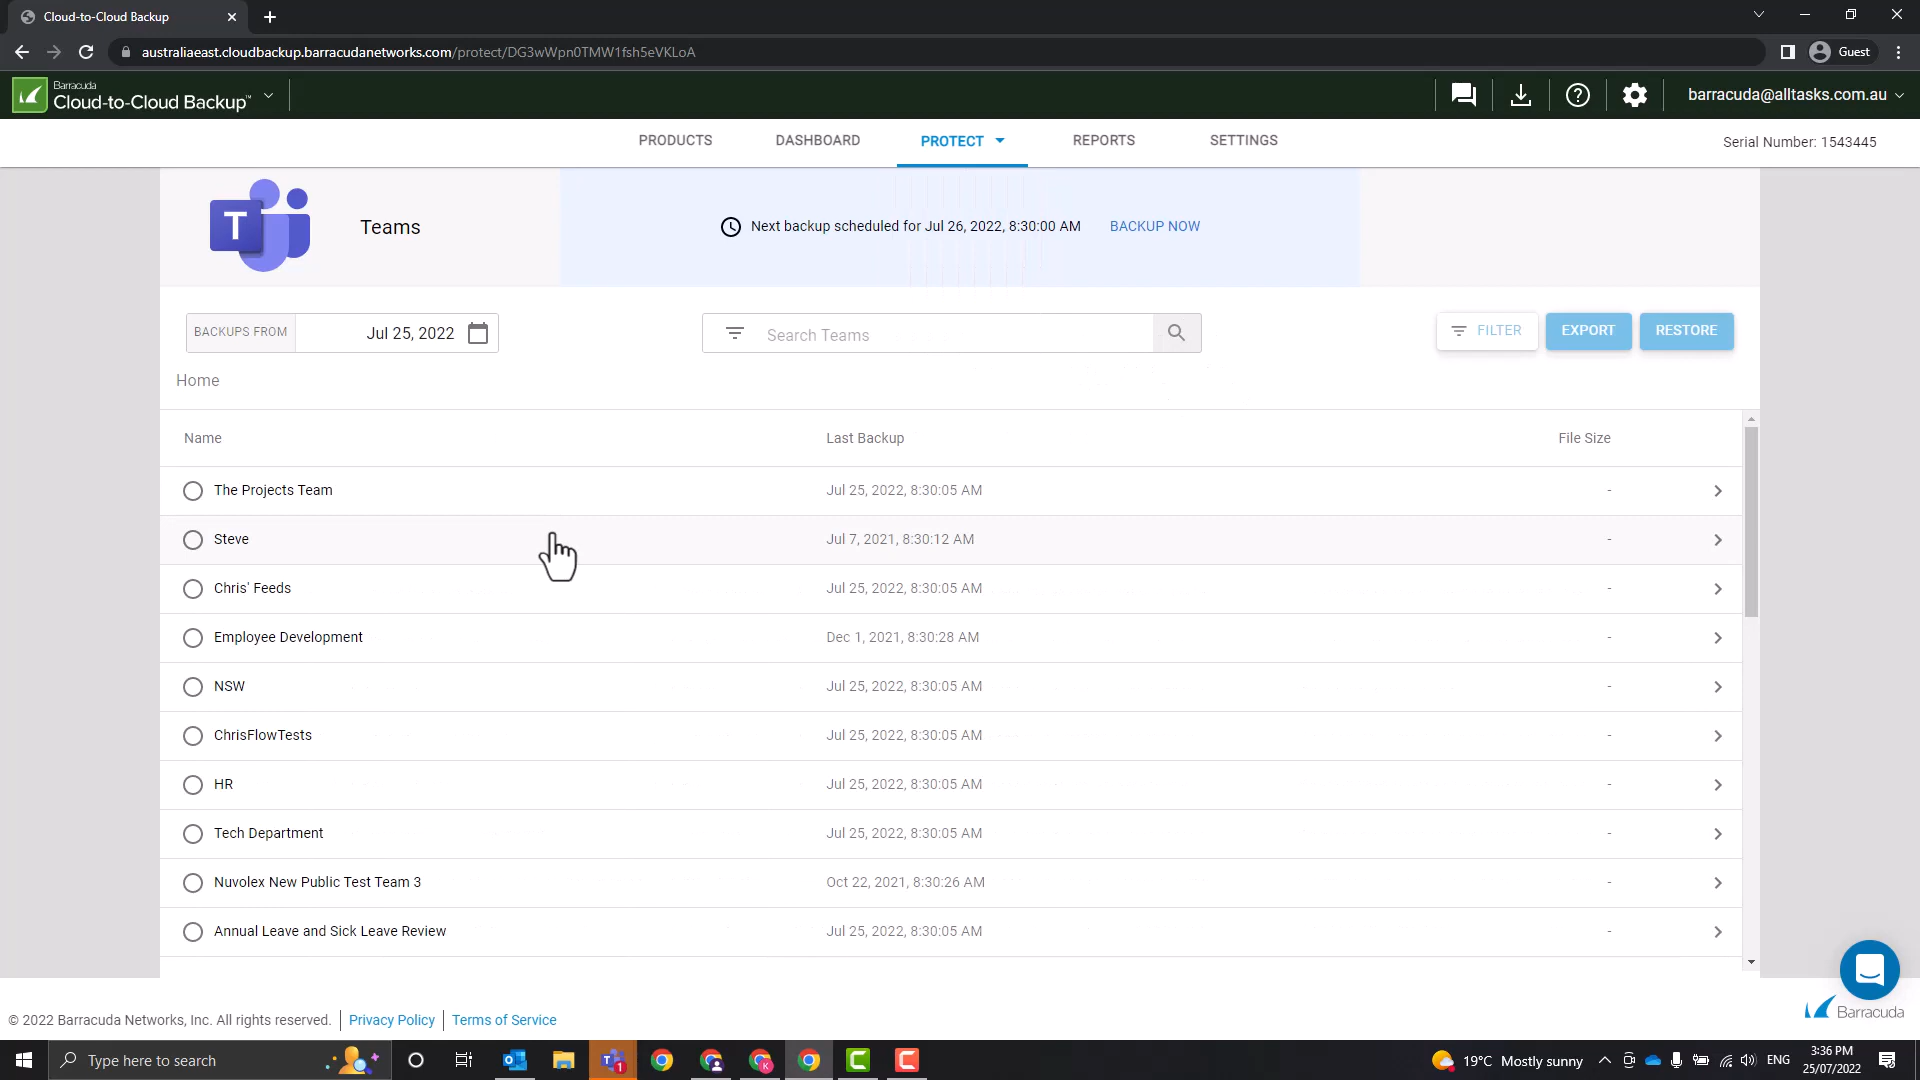 Cloud-to-Cloud Backup
australiaeast.cloudbackup.barracudanetworks.com/protect/DG3wWpn0TMW1fsh5eVKLoA
Guest
Barracuda
Cloud-to-Cloud Backup™
barracuda@alltasks.com.au
PRODUCTS DASHBOARD PROTECT REPORTS SETTINGS
Serial Number: 1543445
T
Teams
Next backup scheduled for Jul 26, 2022, 8:30:00 AM BACKUP NOW
BACKUPS FROM Jul 25, 2022
Search Teams
FILTER EXPORT RESTORE
Home
Name Last Backup File Size
The Projects Team Jul 25, 2022, 8:30:05 AM -
Steve Jul 7, 2021, 8:30:12 AM -
Chris' Feeds Jul 25, 2022, 8:30:05 AM -
Employee Development Dec 1, 2021, 8:30:28 AM -
NSW Jul 25, 2022, 8:30:05 AM -
ChrisFlowTests Jul 25, 2022, 8:30:05 AM -
HR Jul 25, 2022, 8:30:05 AM -
Tech Department Jul 25, 2022, 8:30:05 AM -
Nuvolex New Public Test Team 3 Oct 22, 2021, 8:30:26 AM -
Annual Leave and Sick Leave Review Jul 25, 2022, 8:30:05 AM -
Barracuda
© 2022 Barracuda Networks, Inc. All rights reserved. Privacy Policy Terms of Service
Type here to search
1
K
19°C Mostly sunny
ENG
3:36 PM
25/07/2022